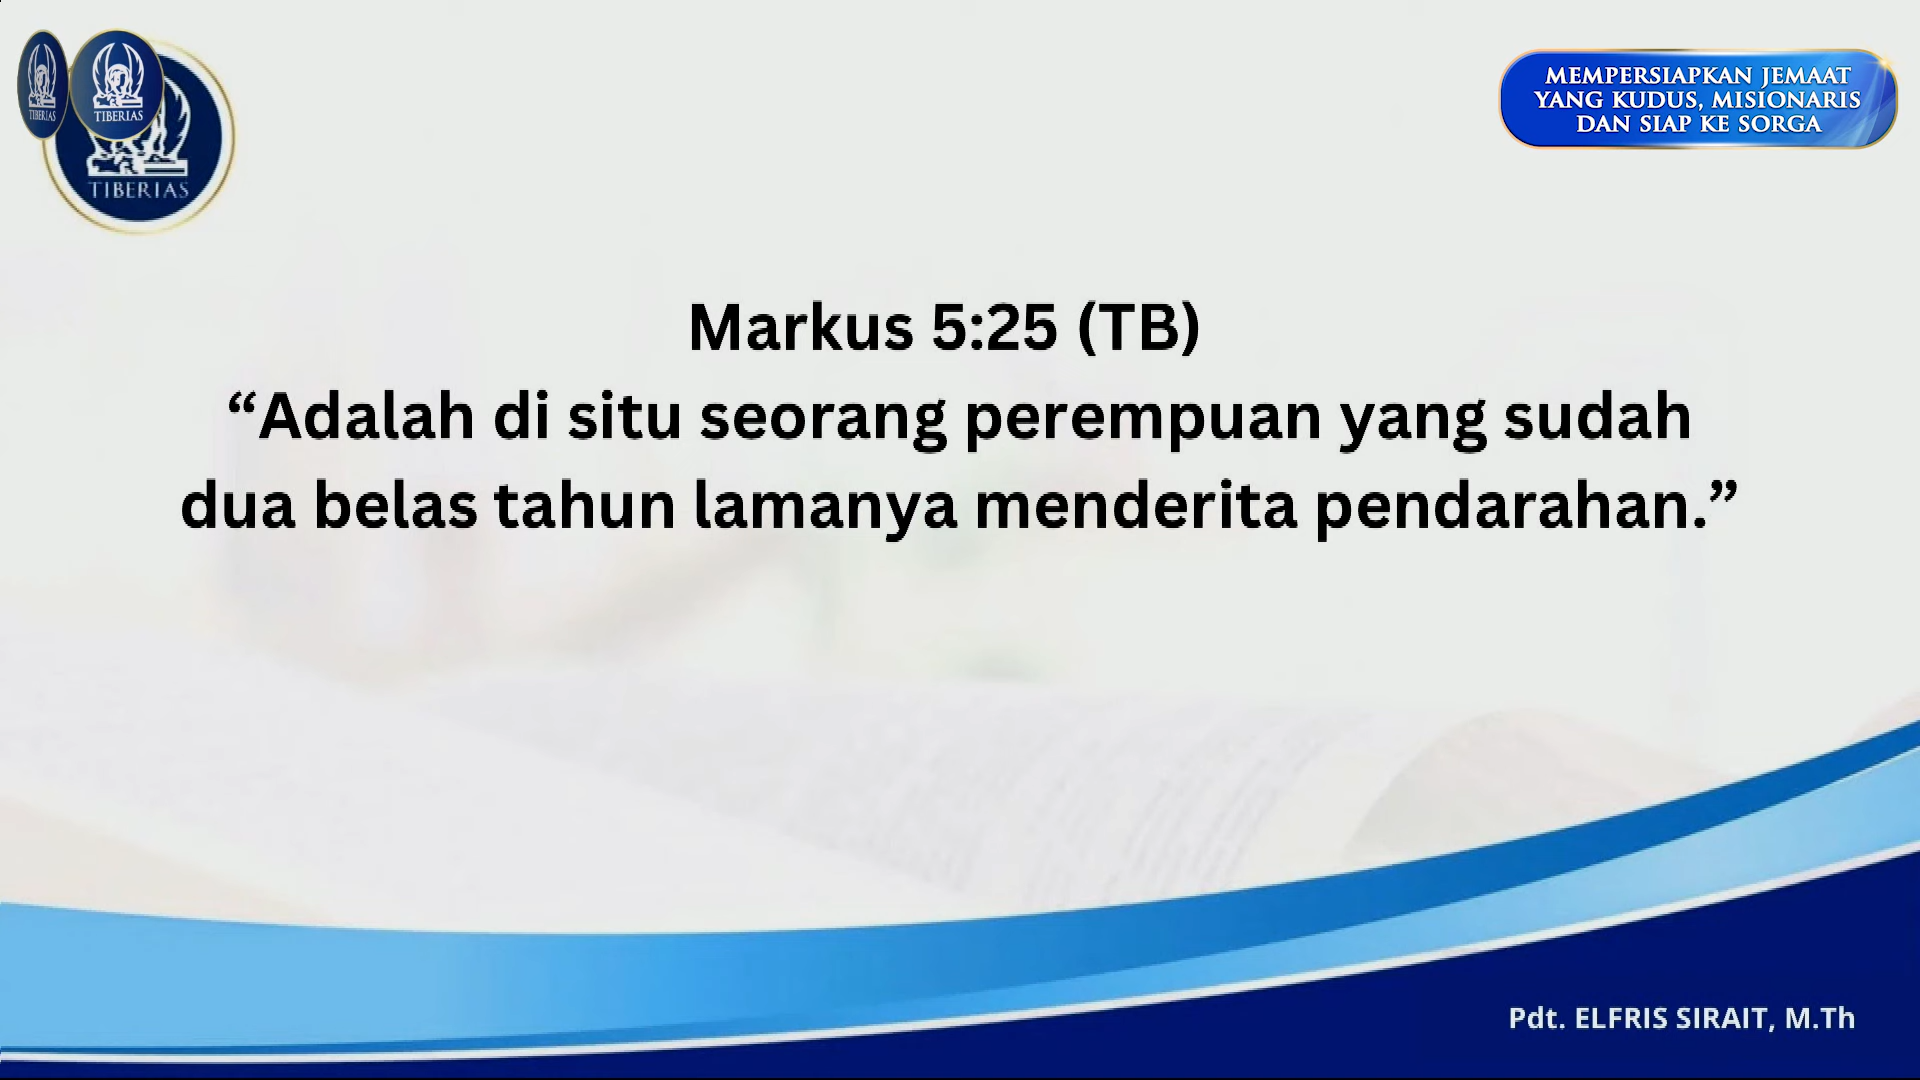 TIBERIAS
TIBERIAS
TIBERIAS
MEMPERSIAPKAN JEMAAT
YANG KUDUS, MISIONARIS
DAN SIAP KE SORGA
Markus 5:25 (TB)
“Adalah di situ seorang perempuan yang sudah
dua belas tahun lamanya menderita pendarahan.”
Pdt. ELFRIS SIRAIT, M.Th